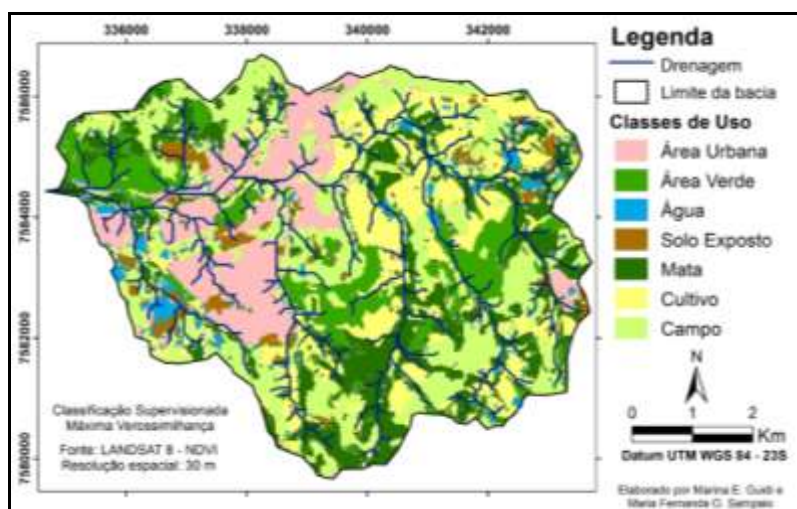 336000 338000 340000 342000
7586000
7584000
7582000
7580000
Classificação Supervisionada
Máxima Verossimilhança
Fonte: LANDSAT 8 - NDVI
Resolução espacial: 30 m
Legenda
Drenagem
Limite da bacia
Classes de Uso
Área Urbana
Área Verde
Água
Solo Exposto
Mata
Cultivo
Campo
N
0 1 2
Km
Datum UTM WGS 84 - 23S
Elaborado por Marina E. Guidi e
Maria Fernanda G. Sampaio